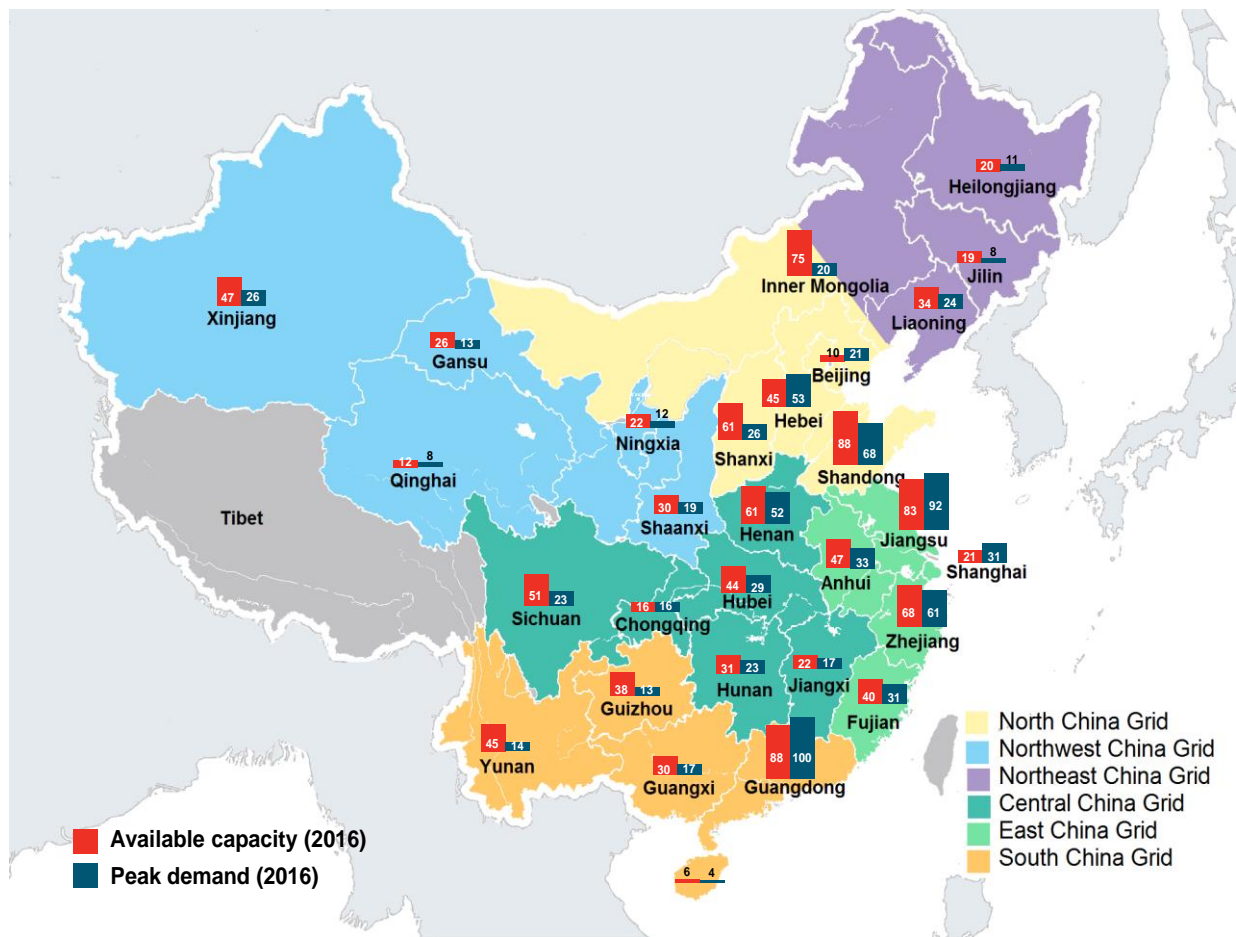 20 11
Heilongjiang
19 8
Jilin
75 20
Inner Mongolia
34 24
Liaoning
47 26
Xinjiang
26 13
Gansu
10 21
Beijing
45 53
Hebei
22 12
Ningxia
61 26
Shanxi
88 68
Shandong
12 8
Qinghai
30 19
Shaanxi
61 52
Henan
83 92
Jiangsu
Tibet
47 33
Anhui
21 31
Shanghai
51 23
Sichuan
16 16
Chongqing
44 29
Hubei
68 61
Zhejiang
31 23
Hunan
22 17
Jiangxi
38 13
Guizhou
40 31
Fujian
45 14
Yunan
30 17
Guangxi
88 100
Guangdong
6 4
North China Grid
Northwest China Grid
Northeast China Grid
Central China Grid
East China Grid
South China Grid
Available capacity (2016)
Peak demand (2016)